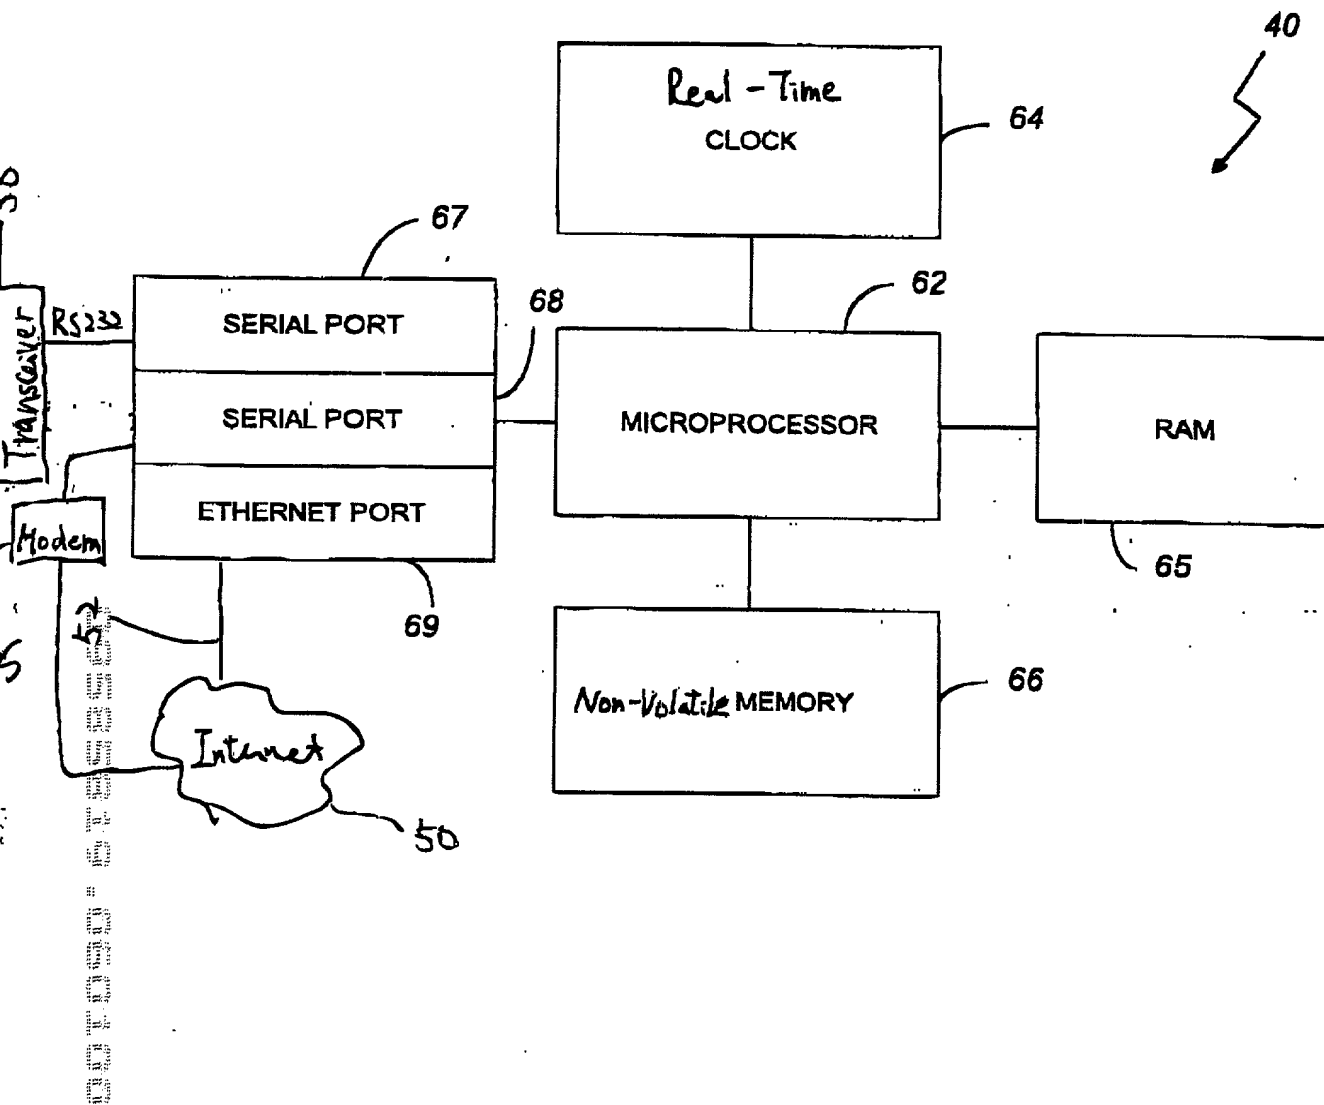 40
Real-Time
CLOCK
64
67
62
68
RS232
SERIAL PORT
Transceiver
SERIAL PORT
MICROPROCESSOR
RAM
ETHERNET PORT
Modem
65
52
69
66
Non-Volatile MEMORY
Internet
50